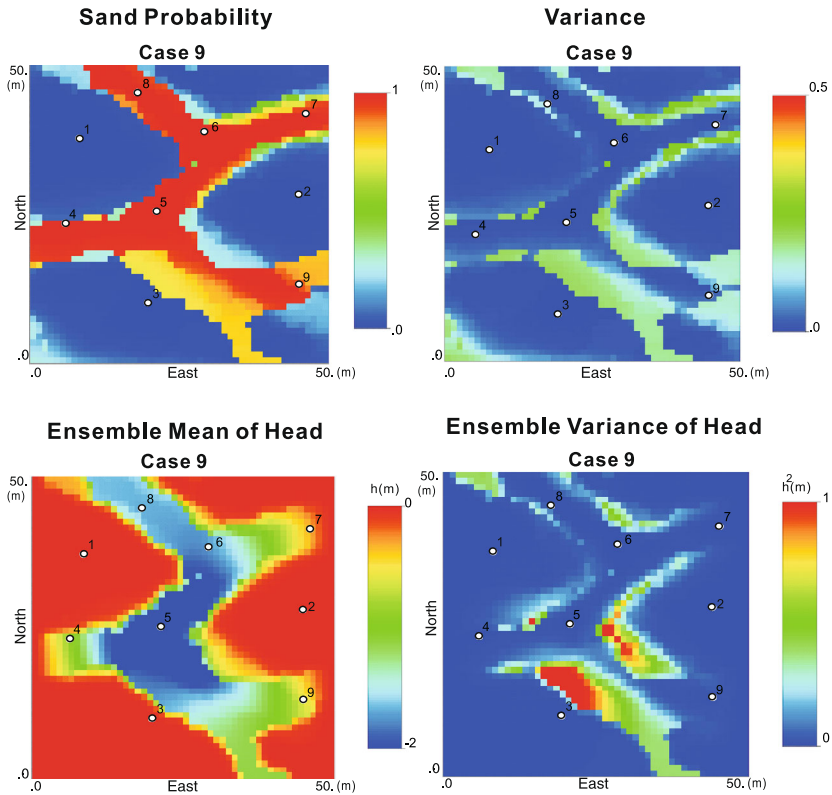 Sand Probability
Case 9
50.
(m)
North
.0
.0
East
50. (m)
1
2
3
4
5
6
7
8
9
1
.0
Variance
Case 9
50.
(m)
North
.0
.0
East
50. (m)
1
2
3
4
5
6
7
8
9
0.5
.0
Ensemble Mean of Head
Case 9
50.
(m)
North
.0
.0
East
50. (m)
1
2
3
4
5
6
7
8
9
h(m)
0
-2
Ensemble Variance of Head
Case 9
50.
(m)
North
.0
.0
East
50. (m)
1
2
3
4
5
6
7
8
9
2
h(m)
1
0